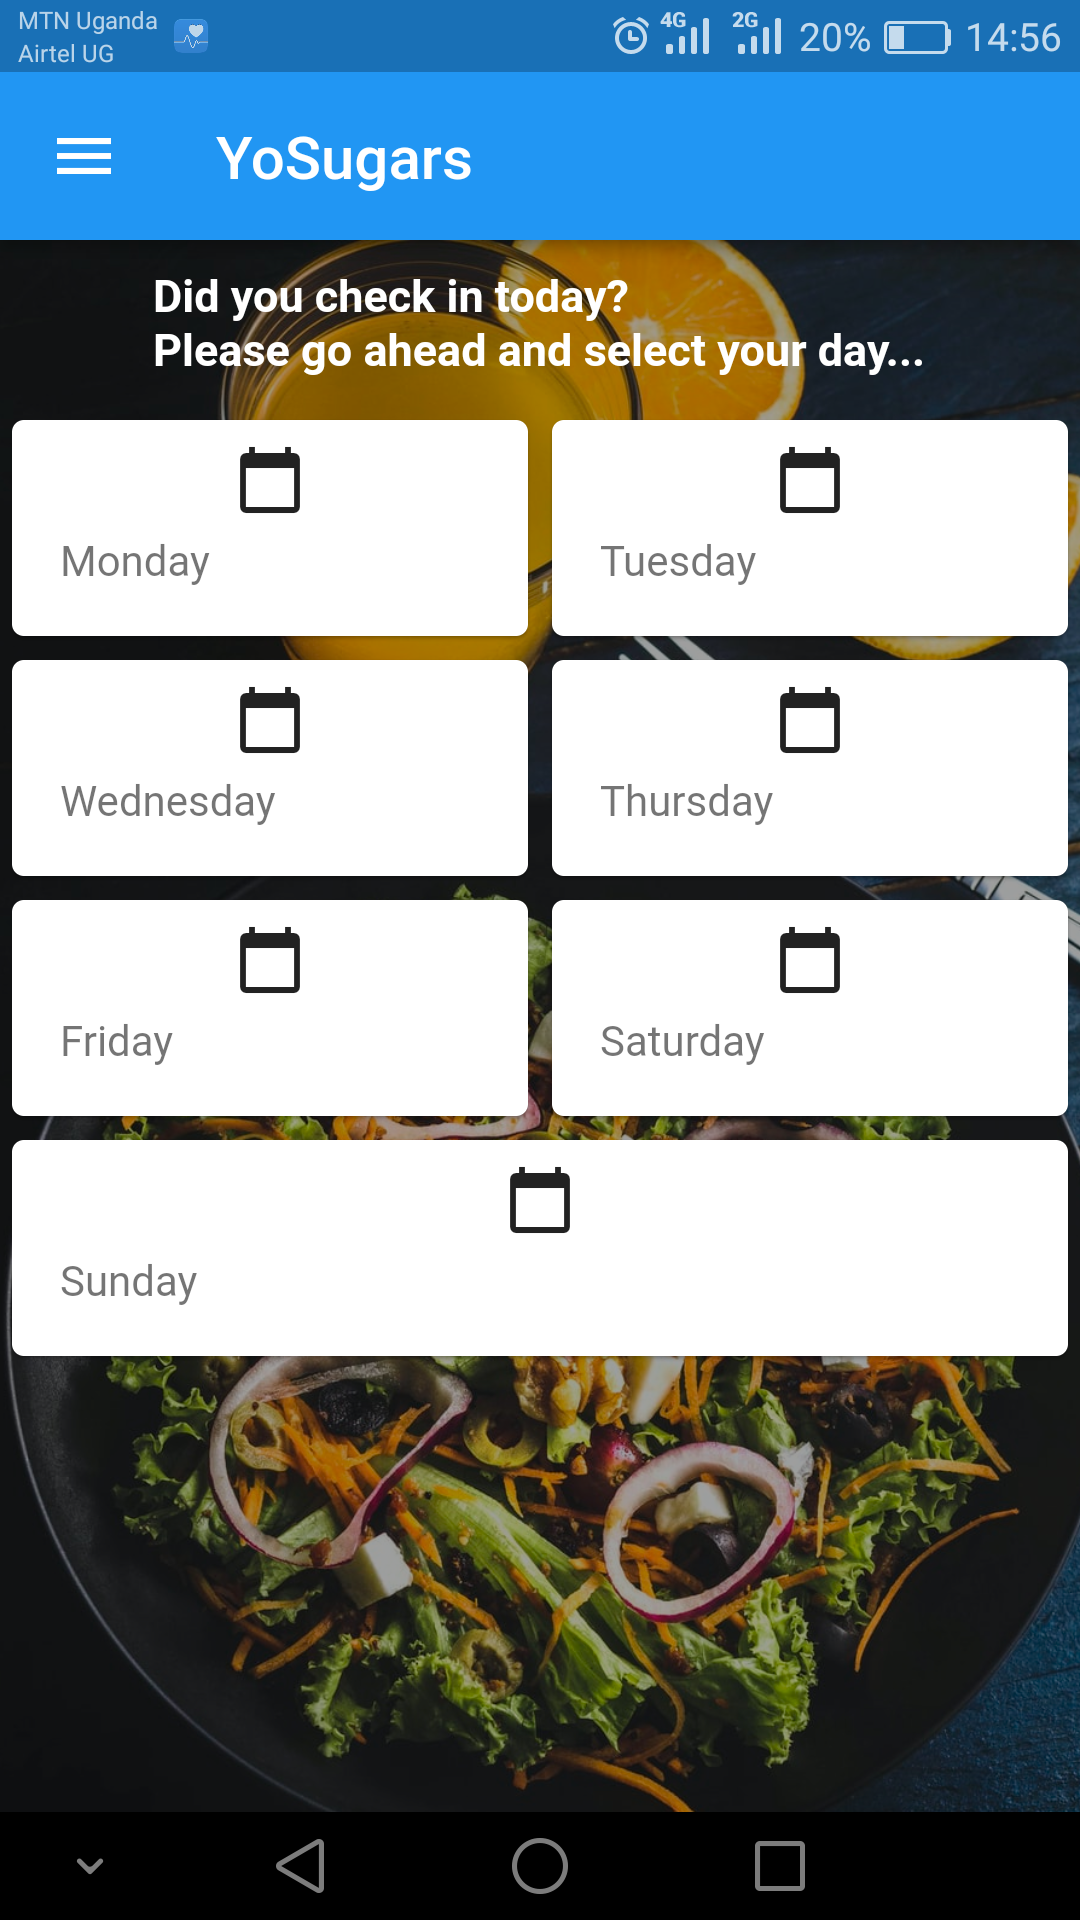 MTN Uganda
Airtel UG
4G 2G 20% 14:56
YoSugars
Did you check in today?
Please go ahead and select your day...
Monday
Tuesday
Wednesday
Thursday
Friday
Saturday
Sunday